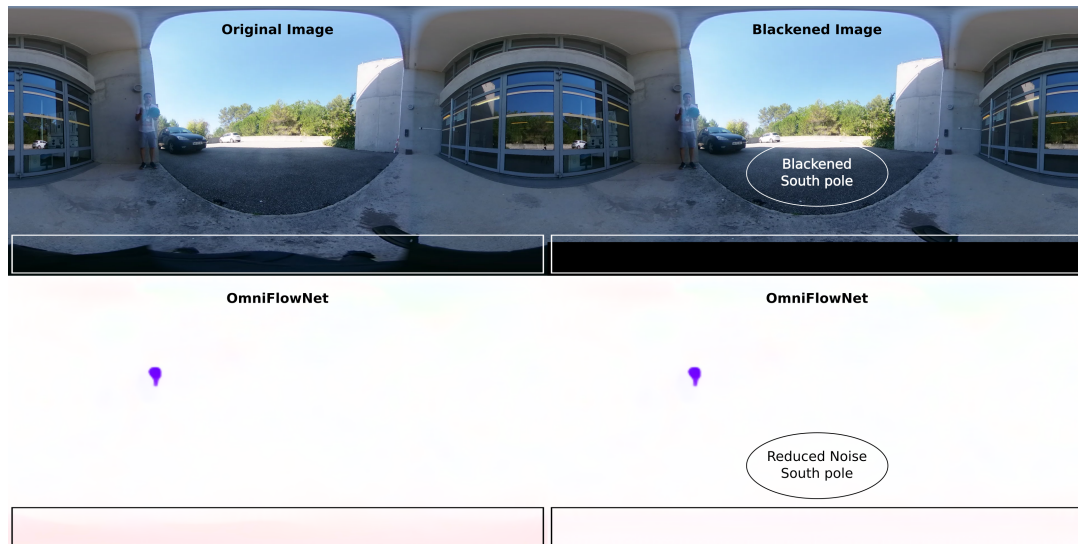 Original Image
Blackened Image
Blackened
South pole
OmniFlowNet
OmniFlowNet
Reduced Noise
South pole